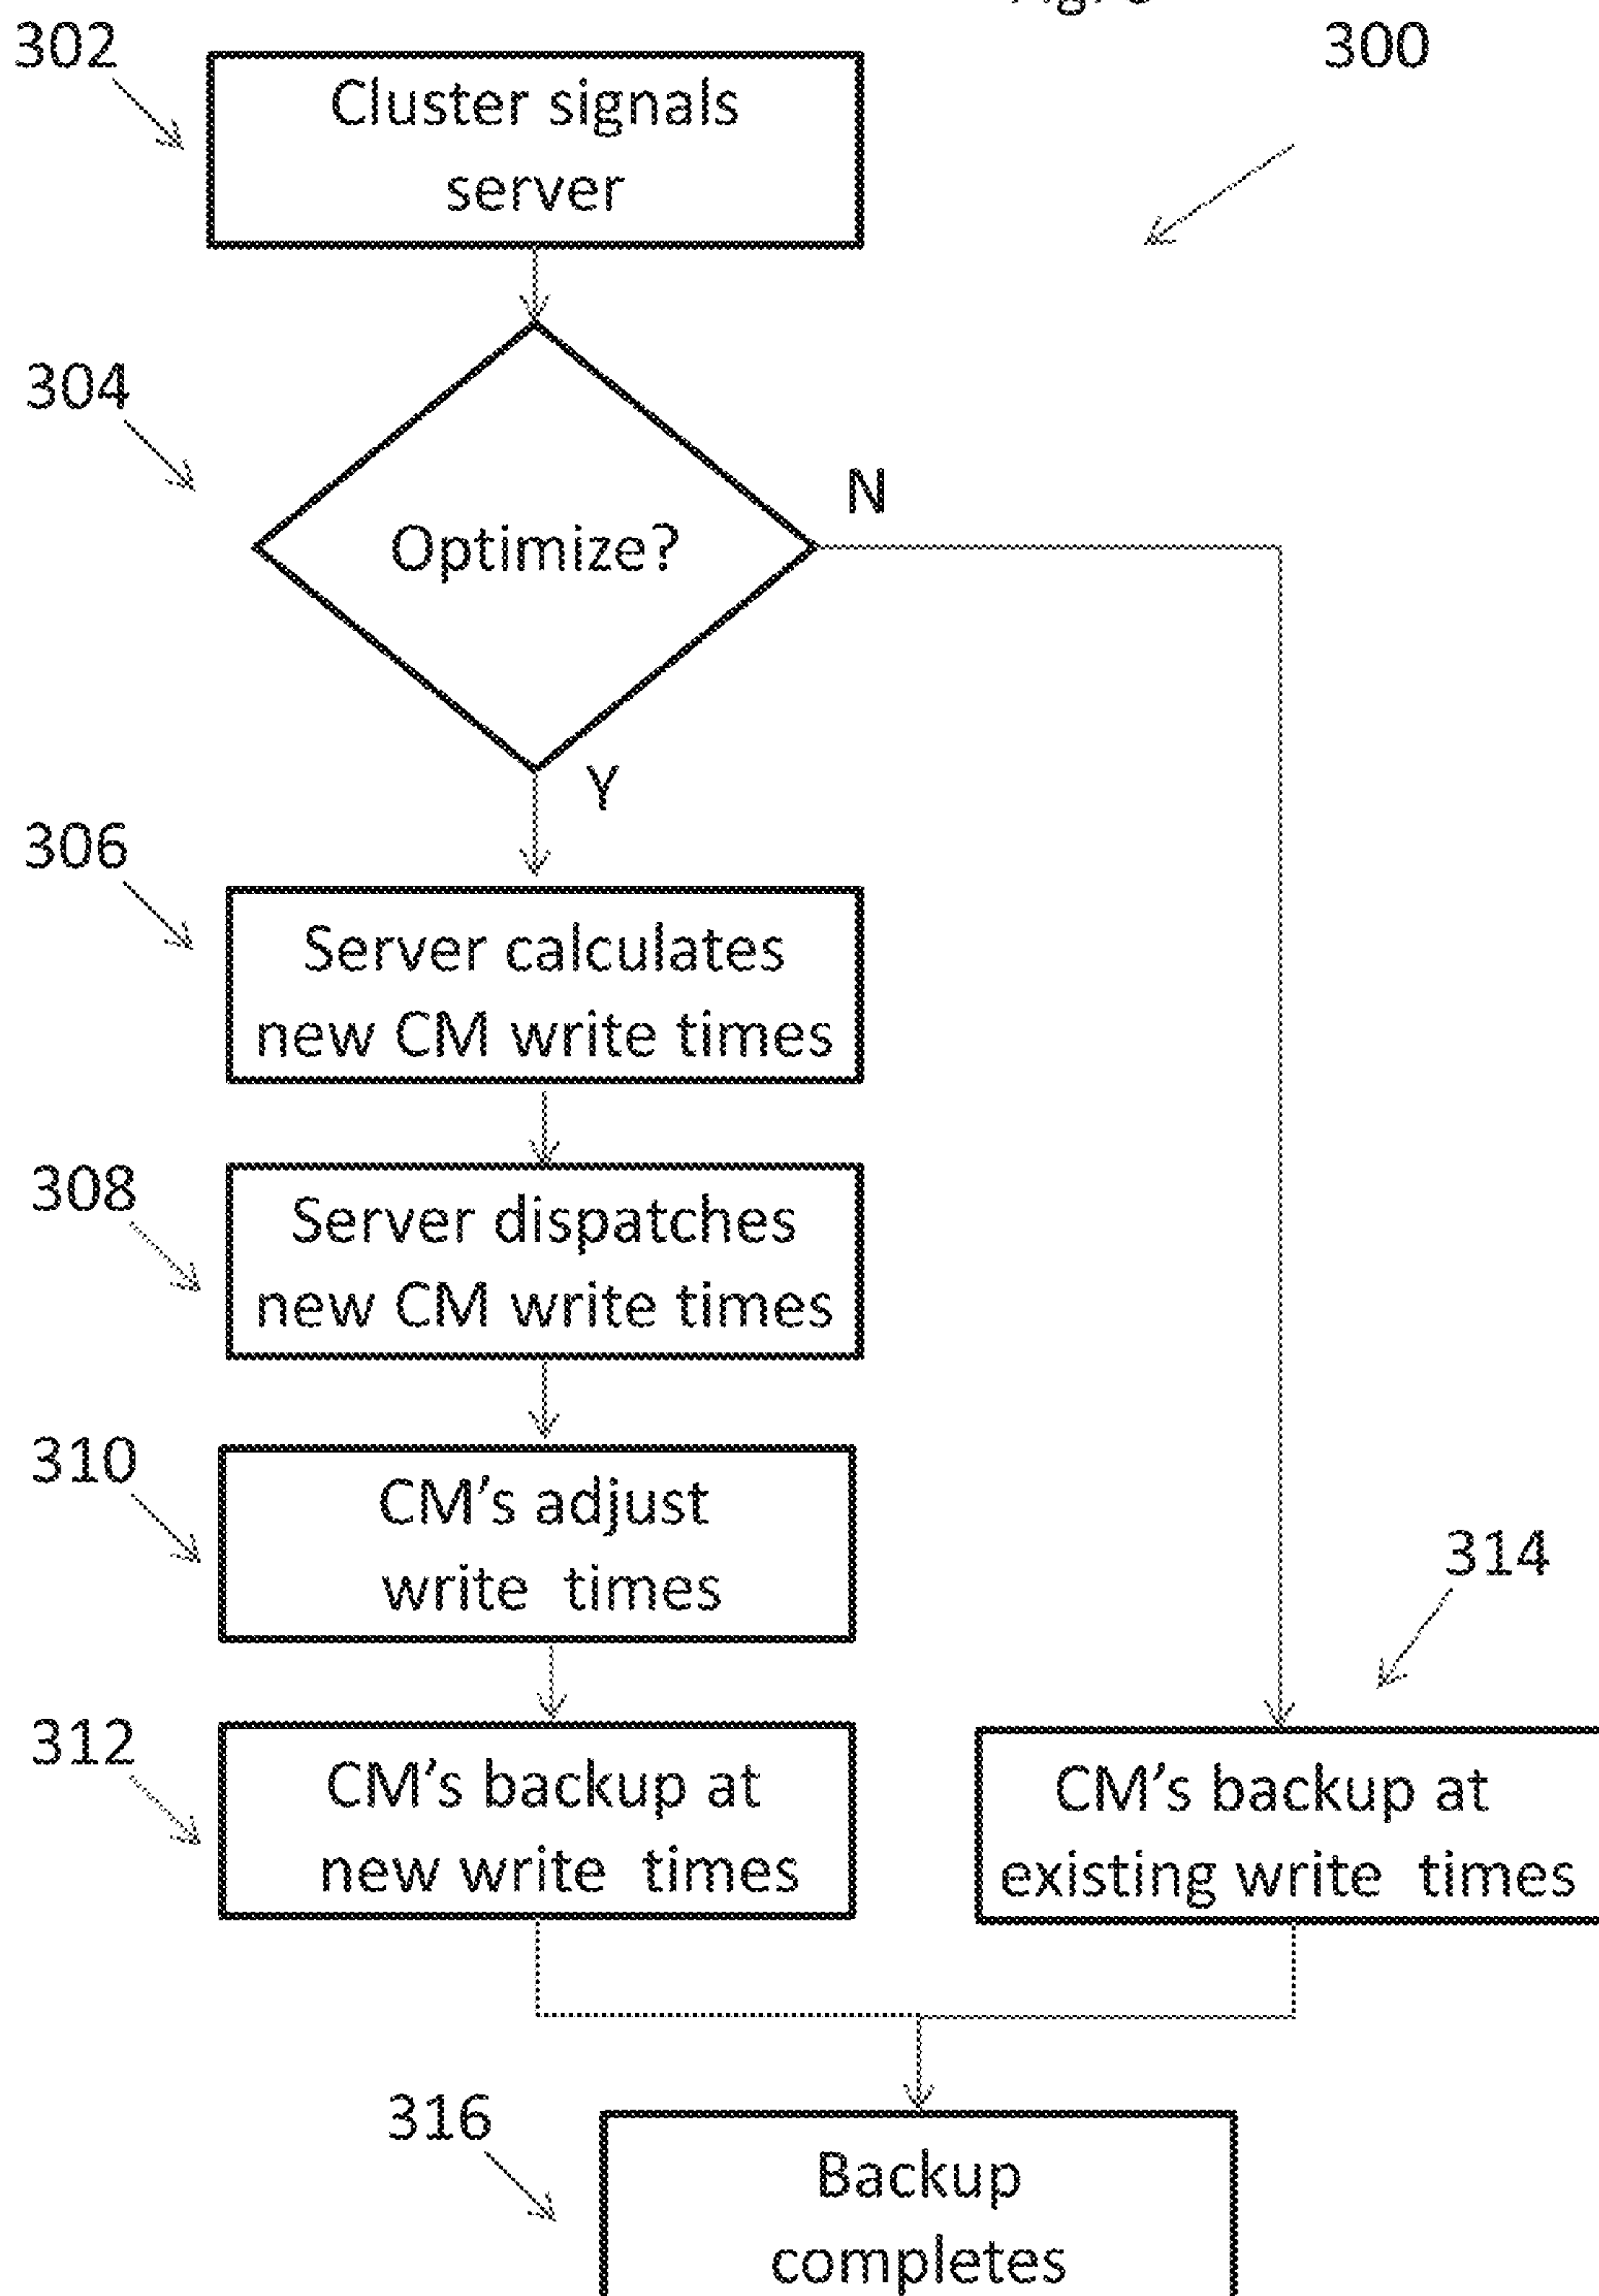 302
300
Cluster signals
server
304
N
Optimize?
Y
306
Server calculates
new CM write times
308
Server dispatches
new CM write times
310
CM's adjust
write times
314
312
CM's backup at
new write times
CM's backup at
existing write times
316
Backup
completes